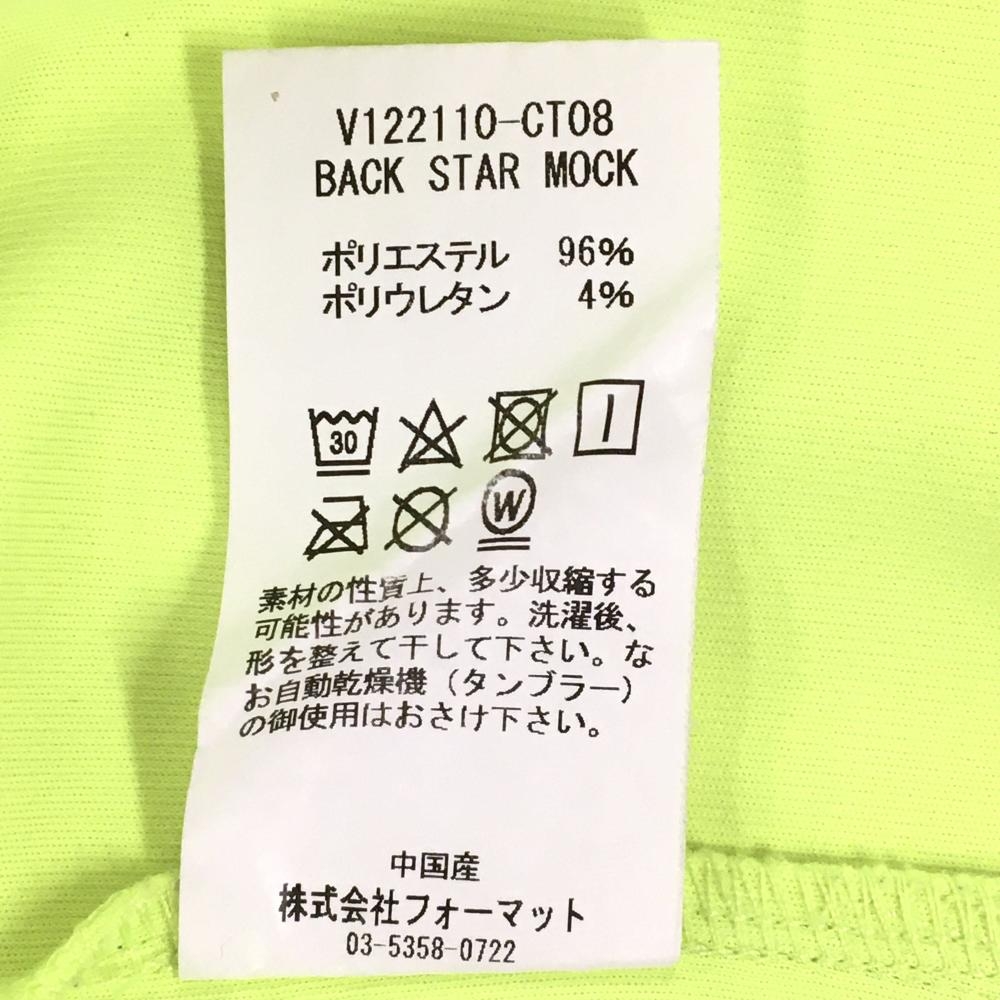 V122110-CT08
BACK STAR MOCK
ポリエステル 96%
ポリウレタン 4%
30
W
素材の性質上、多少収縮する
可能性があります。洗濯後、
形を整えて干して下さい。な
お自動乾燥機（タンブラー）
の御使用はおさけ下さい。
中国産
株式会社フォーマット
03-5358-0722